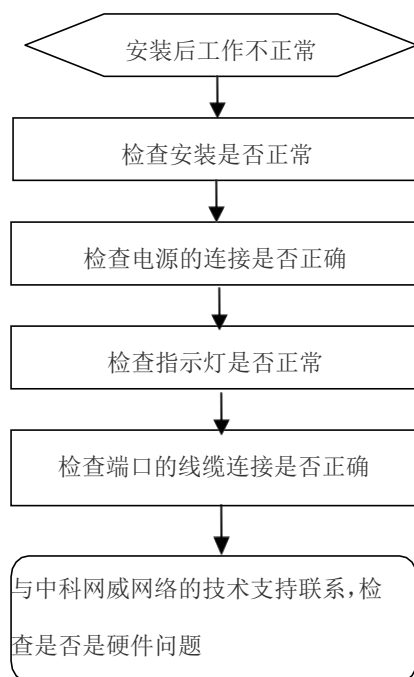 安装后工作不正常
检查安装是否正常
检查电源的连接是否正确
检查指示灯是否正常
检查端口的线缆连接是否正确
与中科网威网络的技术支持联系，检
查是否是硬件问题